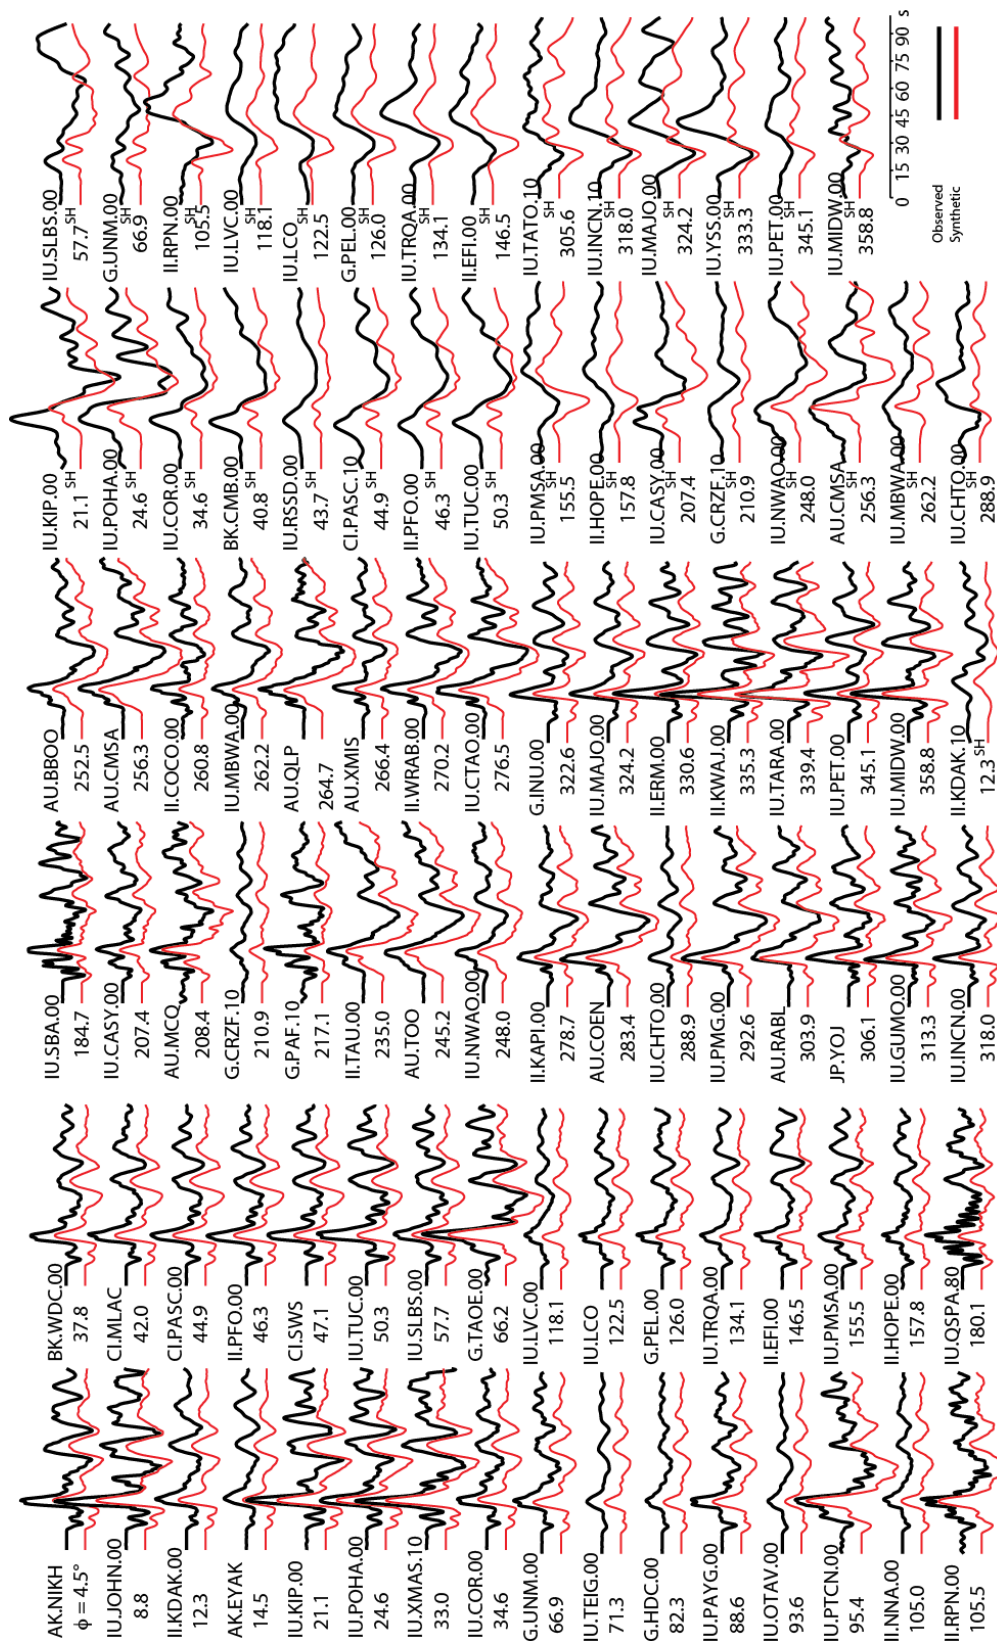 AK.NIKH
ϕ = 4.5°
IU.JOHN.00
8.8
II.KDAK.00
12.3
AK.EYAK
14.5
IU.KIP.00
21.1
IU.POHA.00
24.6
IU.XMAS.10
33.0
IU.COR.00
34.6
G.UNM.00
66.9
IU.TEIG.00
71.3
G.HDC.00
82.3
IU.PAYG.00
88.6
IU.OTAV.00
93.6
IU.PTCN.00
95.4
II.NNA.00
105.0
II.RPN.00
105.5
BK.WDC.00
37.8
CI.MLAC
42.0
CI.PASC.00
44.9
II.PFO.00
46.3
CI.SWS
47.1
IU.TUC.00
50.3
IU.SLBS.00
57.7
G.TAOE.00
66.2
IU.LVC.00
118.1
IU.LCO
122.5
G.PEL.00
126.0
IU.TRQA.00
134.1
II.EFI.00
146.5
IU.PMSA.00
155.5
II.HOPE.00
157.8
IU.QSPA.80
180.1
IU.SBA.00
184.7
IU.CASY.00
207.4
AU.MCQ
208.4
G.CRZF.10
210.9
G.PAF.10
217.1
II.TAU.00
235.0
AU.TOO
245.2
IU.NWAO.00
248.0
II.KAPI.00
278.7
AU.COEN
283.4
IU.CHTO.00
288.9
IU.PMG.00
292.6
AU.RABL
303.9
JP.YOJ
306.1
IU.GUMO.00
313.3
IU.INCN.00
318.0
AU.BBOO
252.5
AU.CMSA
256.3
II.COCO.00
260.8
IU.MBWA.00
262.2
AU.QLP
264.7
AU.XMIS
266.4
II.WRAB.00
270.2
IU.CTAO.00
276.5
G.INU.00
322.6
IU.MAJO.00
324.2
II.ERM.00
330.6
II.KWAJ.00
335.3
IU.TARA.00
339.4
IU.PET.00
345.1
IU.MIDW.00
358.8
II.KDAK.10
12.3 SH
IU.KIP.00
21.1 SH
IU.POHA.00
24.6 SH
IU.COR.00
34.6 SH
BK.CMB.00
40.8 SH
IU.RSSD.00
43.7 SH
CI.PASC.10
44.9 SH
II.PFO.00
46.3 SH
IU.TUC.00
50.3 SH
IU.PMSA.00
155.5 SH
II.HOPE.00
157.8 SH
IU.CASY.00
207.4 SH
G.CRZF.10
210.9 SH
IU.NWAO.00
248.0 SH
AU.CMSA
256.3 SH
IU.MBWA.00
262.2 SH
IU.CHTO.00
288.9 SH
IU.SLBS.00
57.7 SH
G.UNM.00
66.9 SH
II.RPN.00
105.5 SH
IU.LVC.00
118.1 SH
IU.LCO
122.5 SH
G.PEL.00
126.0 SH
IU.TRQA.00
134.1 SH
II.EFI.00
146.5 SH
IU.TATO.10
305.6 SH
IU.INCN.10
318.0 SH
IU.MAJO.00
324.2 SH
IU.YSS.00
333.3 SH
IU.PET.00
345.1 SH
IU.MIDW.00
358.8 SH
0 15 30 45 60 75 90 s
Observed
Synthetic